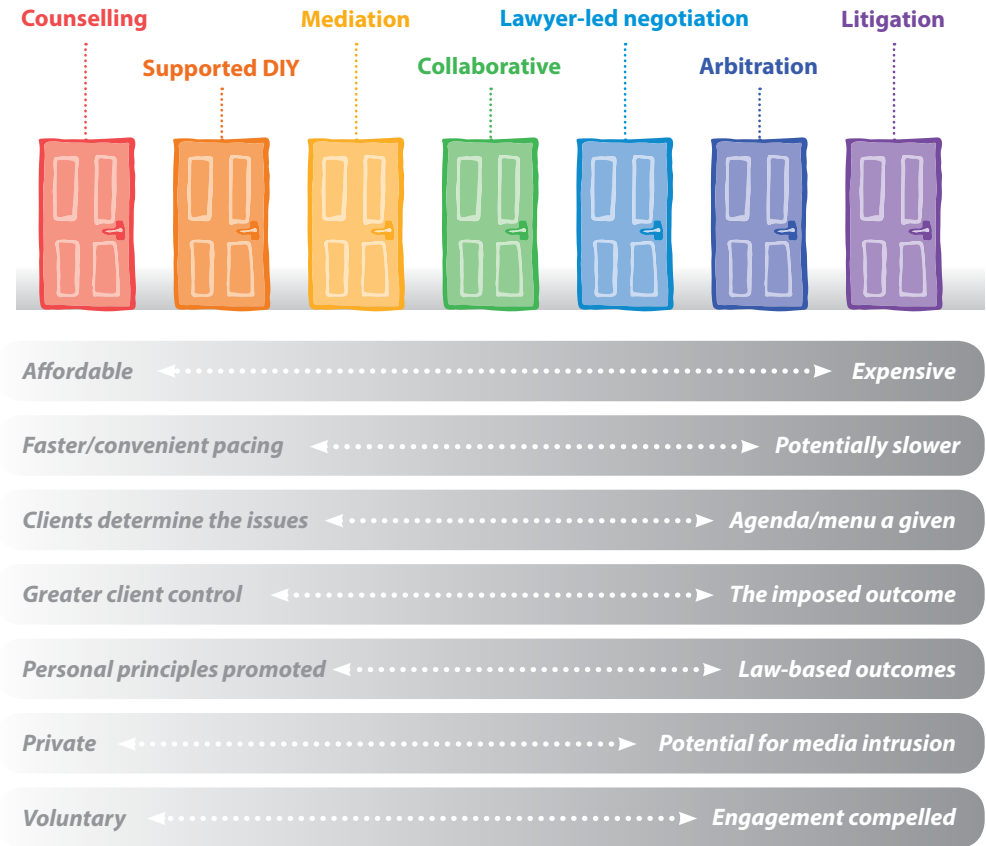 Counselling
Mediation
Lawyer-led negotiation
Litigation
Supported DIY
Collaborative
Arbitration
Affordable Expensive
Faster/convenient pacing Potentially slower
Clients determine the issues Agenda/menu a given
Greater client control The imposed outcome
Personal principles promoted Law-based outcomes
Private Potential for media intrusion
Voluntary Engagement compelled